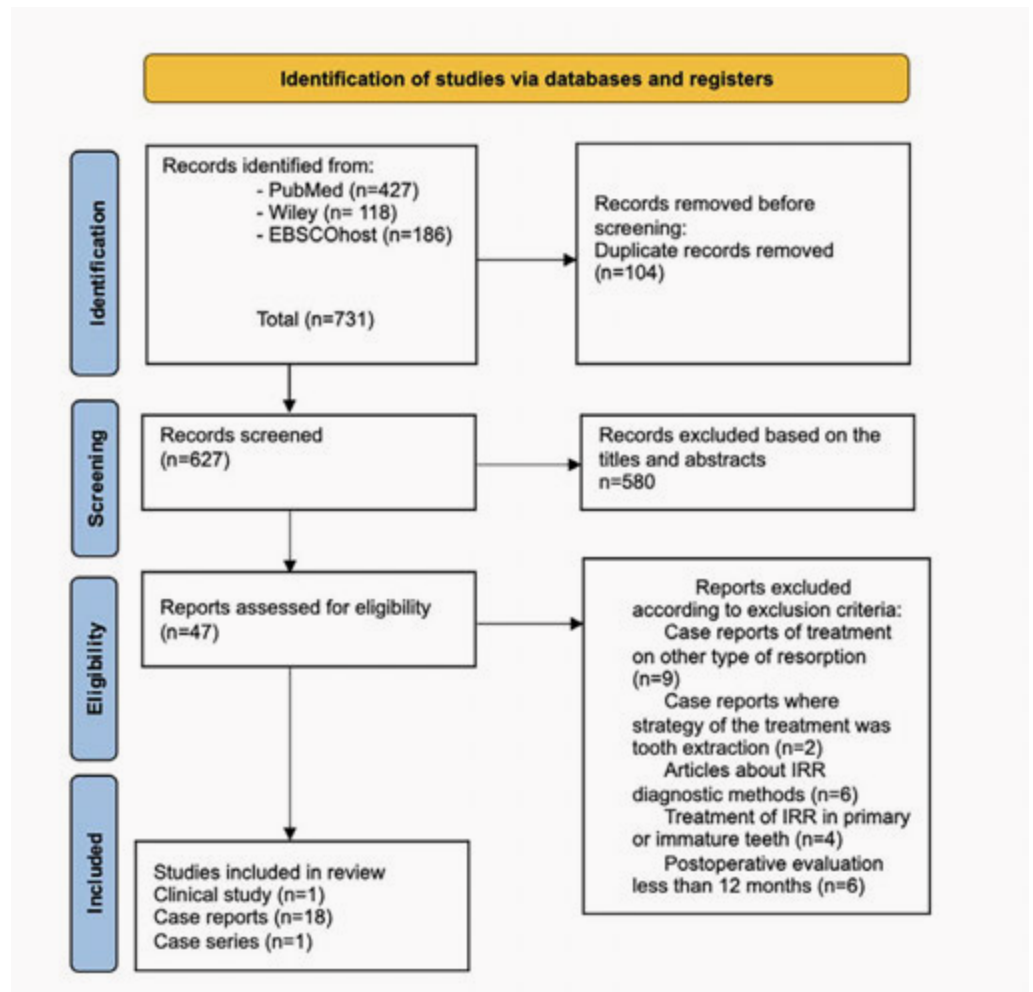 Identification of studies via databases and registers
Identification
Records identified from:
- PubMed (n=427)
- Wiley (n= 118)
- EBSCOhost (n=186)
Total (n=731)
Records removed before
screening:
Duplicate records removed
(n=104)
Screening
Records screened
(n=627)
Records excluded based on the
titles and abstracts
n=580
Eligibility
Reports assessed for eligibility
(n=47)
Reports excluded
according to exclusion criteria:
Case reports of treatment
on other type of resorption
(n=9)
Case reports where
strategy of the treatment was
tooth extraction (n=2)
Articles about IRR
diagnostic methods (n=6)
Treatment of IRR in primary
or immature teeth (n=4)
Postoperative evaluation
less than 12 months (n=6)
Included
Studies included in review
Clinical study (n=1)
Case reports (n=18)
Case series (n=1)